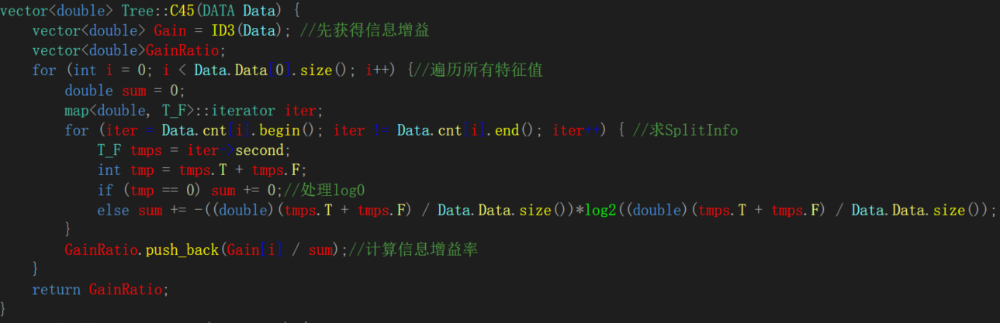 vector<double> Tree::C45(DATA Data) {
    vector<double> Gain = ID3(Data); //先获得信息增益
    vector<double>GainRatio;
    for (int i = 0; i < Data.Data[0].size(); i++) {//遍历所有特征值
        double sum = 0;
        map<double, T_F>::iterator iter;
        for (iter = Data.cnt[i].begin(); iter != Data.cnt[i].end(); iter++) { //求SplitInfo
            T_F tmps = iter->second;
            int tmp = tmps.T + tmps.F;
            if (tmp == 0) sum += 0;//处理log0
            else sum += -((double)(tmps.T + tmps.F) / Data.Data.size())*log2((double)(tmps.T + tmps.F) / Data.Data.size());
        }
        GainRatio.push_back(Gain[i] / sum);//计算信息增益率
    }
    return GainRatio;
}